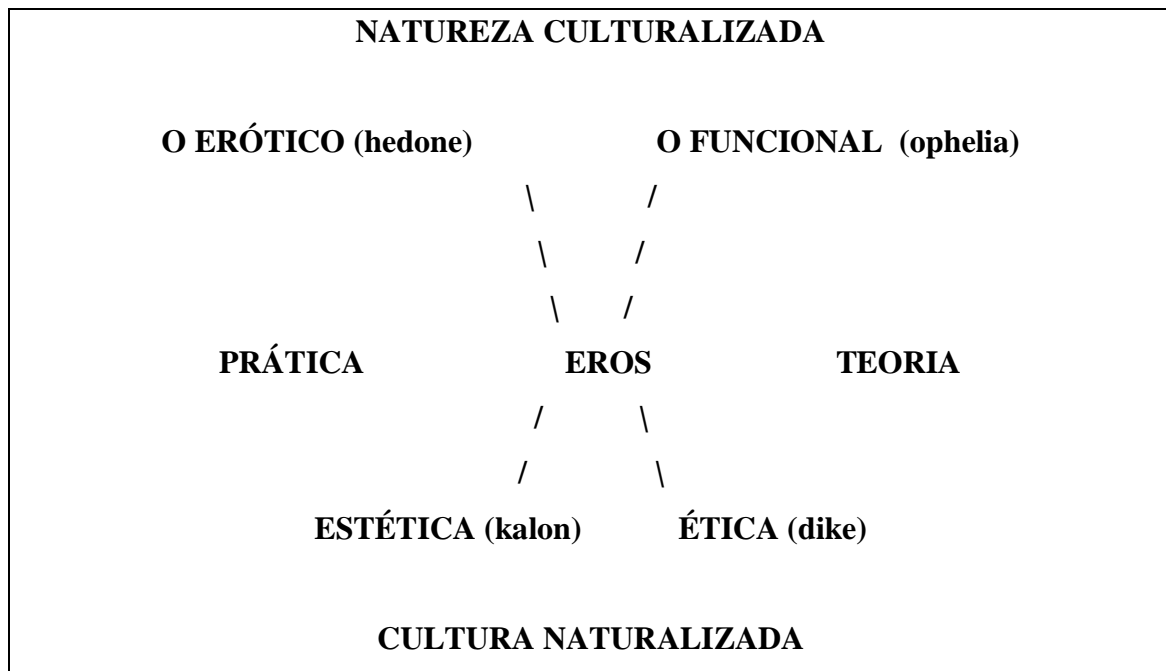 NATUREZA CULTURALIZADA
O ERÓTICO (hedone) O FUNCIONAL (ophelia)
\ /
\ /
\ /
PRÁTICA EROS TEORIA
/ \
/ \
ESTÉTICA (kalon) ÉTICA (dike)
CULTURA NATURALIZADA